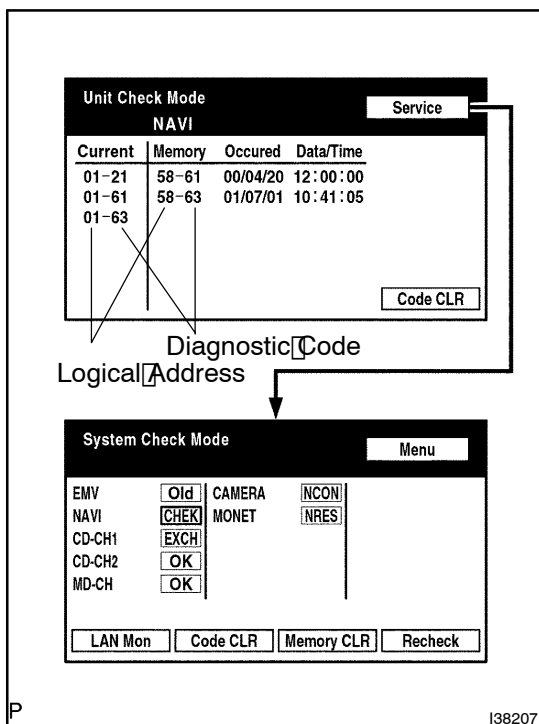 Unit Check Mode
Service
NAVI
Current Memory Occured Data/Time
01-21 58-61 00/04/20 12:00:00
01-61 58-63 01/07/01 10:41:05
01-63
Code CLR
Diagnostic Code
Logical Address
System Check Mode
Menu
EMV Old CAMERA NCON
NAVI CHEK MONET NRES
CD-CH1 EXCH
CD-CH2 OK
MD-CH OK
LAN Mon Code CLR Memory CLR Recheck
P
I38207